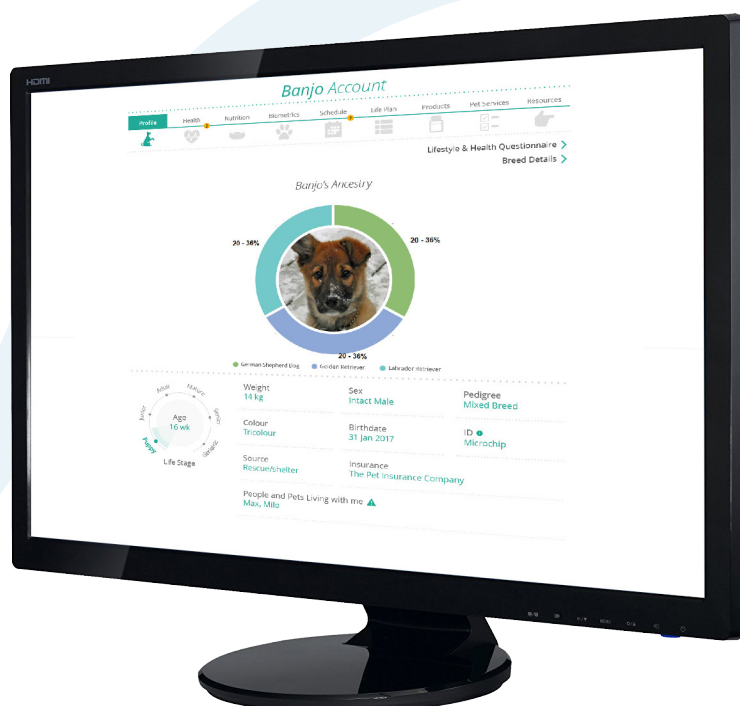 HDMI
Banjo Account
Profile Health Nutrition Biometrics Schedule Life Plan Products Pet Services Resources
Lifestyle & Health Questionnaire
Breed Details
Banjo's Ancestry
20 - 36% 20 - 36%
20 - 36%
German Shepherd Dog Golden Retriever Labrador Retriever
Adult Mature
Junior Senior
Puppy Geriatric
Age
16 wk
Life Stage
Weight Sex Pedigree
14 kg Intact Male Mixed Breed
Colour Birthdate ID
Tricolour 31 Jan 2017 Microchip
Source Insurance
Rescue/shelter The Pet Insurance Company
People and Pets Living with me
Max, Milo